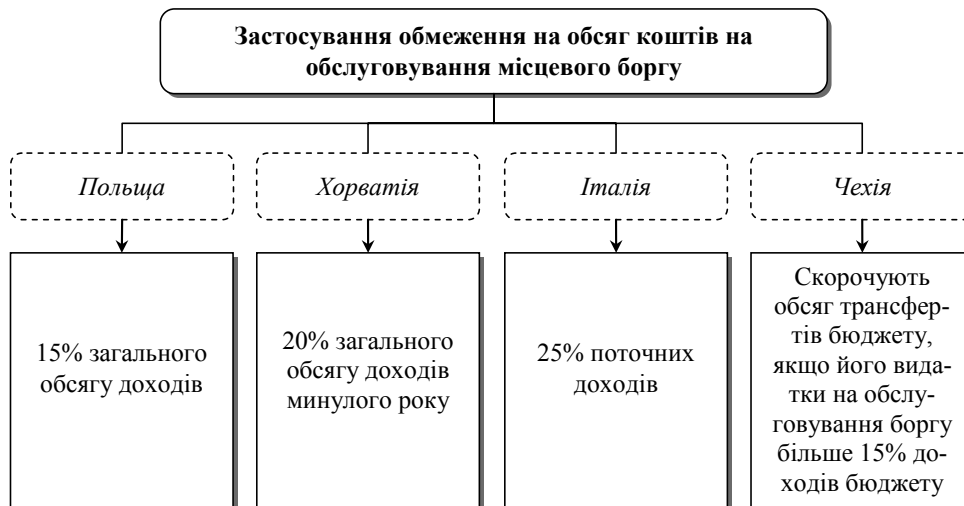 Застосування обмеження на обсяг коштів на
обслуговування місцевого боргу
Польща
Хорватія
Італія
Чехія
15% загального
обсягу доходів
20% загального
обсягу доходів
минулого року
25% поточних
доходів
Скорочують
обсяг трансфер-
тів бюджету,
якщо його вида-
тки на обслу-
говування боргу
більше 15% до-
ходів бюджету